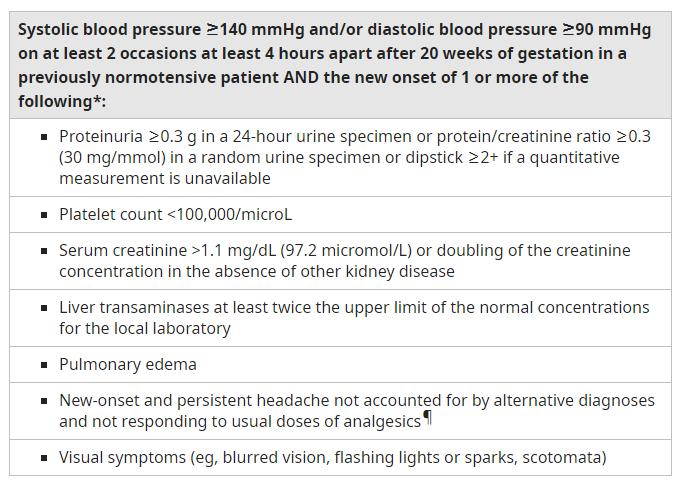 Systolic blood pressure ≥140 mmHg and/or diastolic blood pressure ≥90 mmHg
on at least 2 occasions at least 4 hours apart after 20 weeks of gestation in a
previously normotensive patient AND the new onset of 1 or more of the
following*:
▪ Proteinuria ≥0.3 g in a 24-hour urine specimen or protein/creatinine ratio ≥0.3
(30 mg/mmol) in a random urine specimen or dipstick ≥2+ if a quantitative
measurement is unavailable
▪ Platelet count <100,000/microL
▪ Serum creatinine >1.1 mg/dL (97.2 micromol/L) or doubling of the creatinine
concentration in the absence of other kidney disease
▪ Liver transaminases at least twice the upper limit of the normal concentrations
for the local laboratory
▪ Pulmonary edema
▪ New-onset and persistent headache not accounted for by alternative diagnoses
and not responding to usual doses of analgesics¶
▪ Visual symptoms (eg, blurred vision, flashing lights or sparks, scotomata)